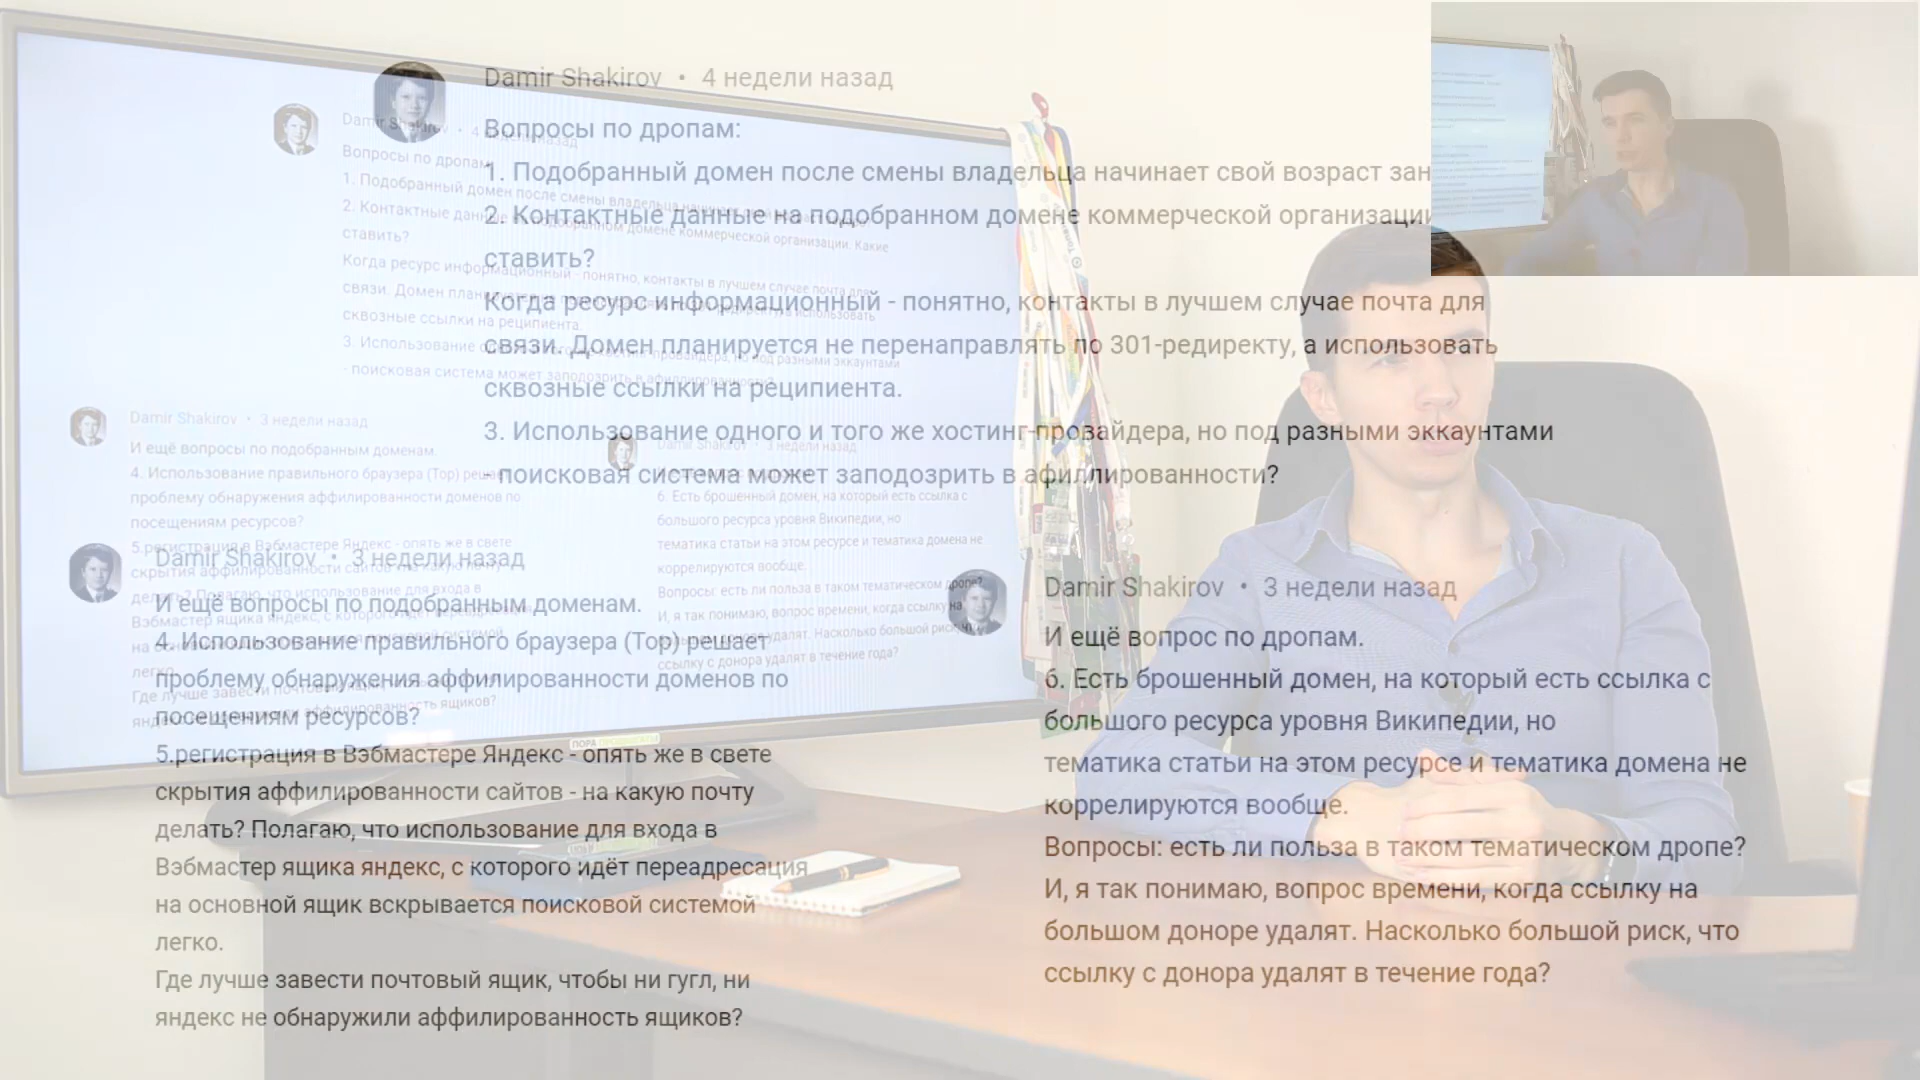 Damir Shakirov • 4 недели назад
Вопросы по дропам:
1. Подобранный домен после смены владельца начинает свой возраст зан
2. Контактные данные на подобранном домене коммерческой организации
ставить?
Когда ресурс информационный - понятно, контакты в лучшем случае почта для
связи. Домен планируется не перенаправлять по 301-редиректу, а использовать
сквозные ссылки на реципиента.
3. Использование одного и того же хостинг-провайдера, но под разными эккаунтами
- поисковая система может заподозрить в афиллированности?
Damir Shakirov • 3 недели назад
И ещё вопросы по подобранным доменам.
4. Использование правильного браузера (Тор) решает
проблему обнаружения аффилированности доменов по
посещениям ресурсов?
5.регистрация в Вэбмастере Яндекс - опять же в свете
скрытия аффилированности сайтов - на какую почту
делать? Полагаю, что использование для входа в
Вэбмастер ящика яндекс, с которого идёт переадресация
на основной ящик вскрывается поисковой системой
легко.
Где лучше завести почтовый ящик, чтобы ни гугл, ни
яндекс не обнаружили аффилированность ящиков?
Damir Shakirov • 3 недели назад
И ещё вопрос по дропам.
6. Есть брошенный домен, на который есть ссылка с
большого ресурса уровня Википедии, но
тематика статьи на этом ресурсе и тематика домена не
коррелируются вообще.
Вопросы: есть ли польза в таком тематическом дропе?
И, я так понимаю, вопрос времени, когда ссылку на
большом доноре удалят. Насколько большой риск, что
ссылку с донора удалят в течение года?